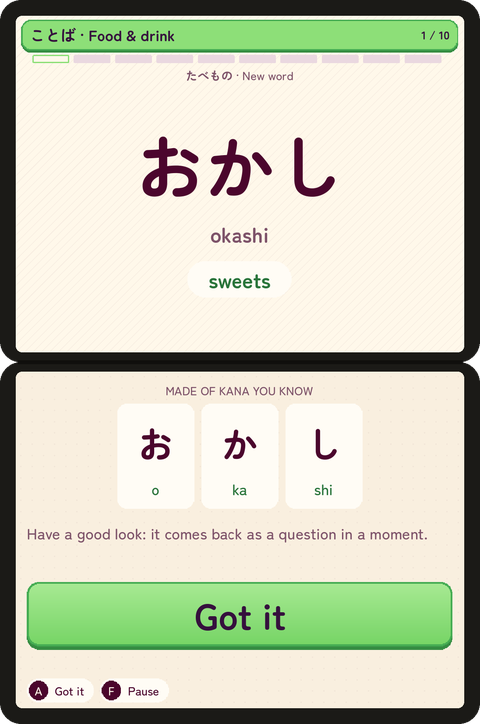 ことば · Food & drink 1 / 10
たべもの · New word
おかし
okashi
sweets
MADE OF KANA YOU KNOW
お か し
o ka shi
Have a good look: it comes back as a question in a moment.
Got it
A Got it F Pause